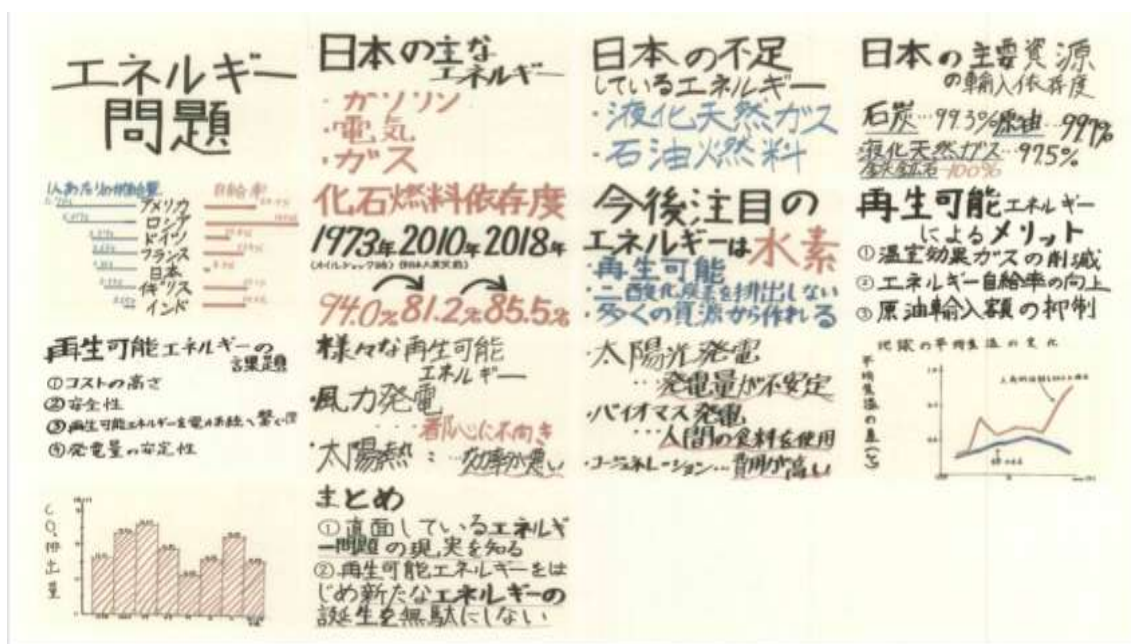 エネルギー
問題
日本の主な
エネルギー
・ガソリン
・電気
・ガス
日本の不足
しているエネルギー
・液化天然ガス
・石油燃料
日本の主要資源
の輸入依存度
石炭…99.3% 原油…99.7%
液化天然ガス…97.5%
100%
自給率
アメリカ
ロシア
ドイツ
フランス
日本
イギリス
インド
化石燃料依存度
1973年 2010年 2018年
94.0% 81.2% 85.5%
今後注目の
エネルギーは水素
・再生可能
・二酸化炭素を排出しない
・多くの資源から作れる
再生可能エネルギー
によるメリット
①温室効果ガスの削減
②エネルギー自給率の向上
③原油輸入額の抑制
再生可能エネルギーの
課題
①コストの高さ
②安全性
④発電量の安定性
様々な再生可能
エネルギー
・風力発電
…都心に不向き
・太陽熱:…効率が悪い
・太陽光発電
…発電量が不安定
・バイオマス発電
…人間の食料を使用
・コージェネレーション…費用が高い
地球の平均気温の変化
平均気温の差(℃)
CO₂排出量
まとめ
①直面しているエネルギ
ー問題の現実を知る
②再生可能エネルギーをは
じめ新たなエネルギーの
誕生を無駄にしない